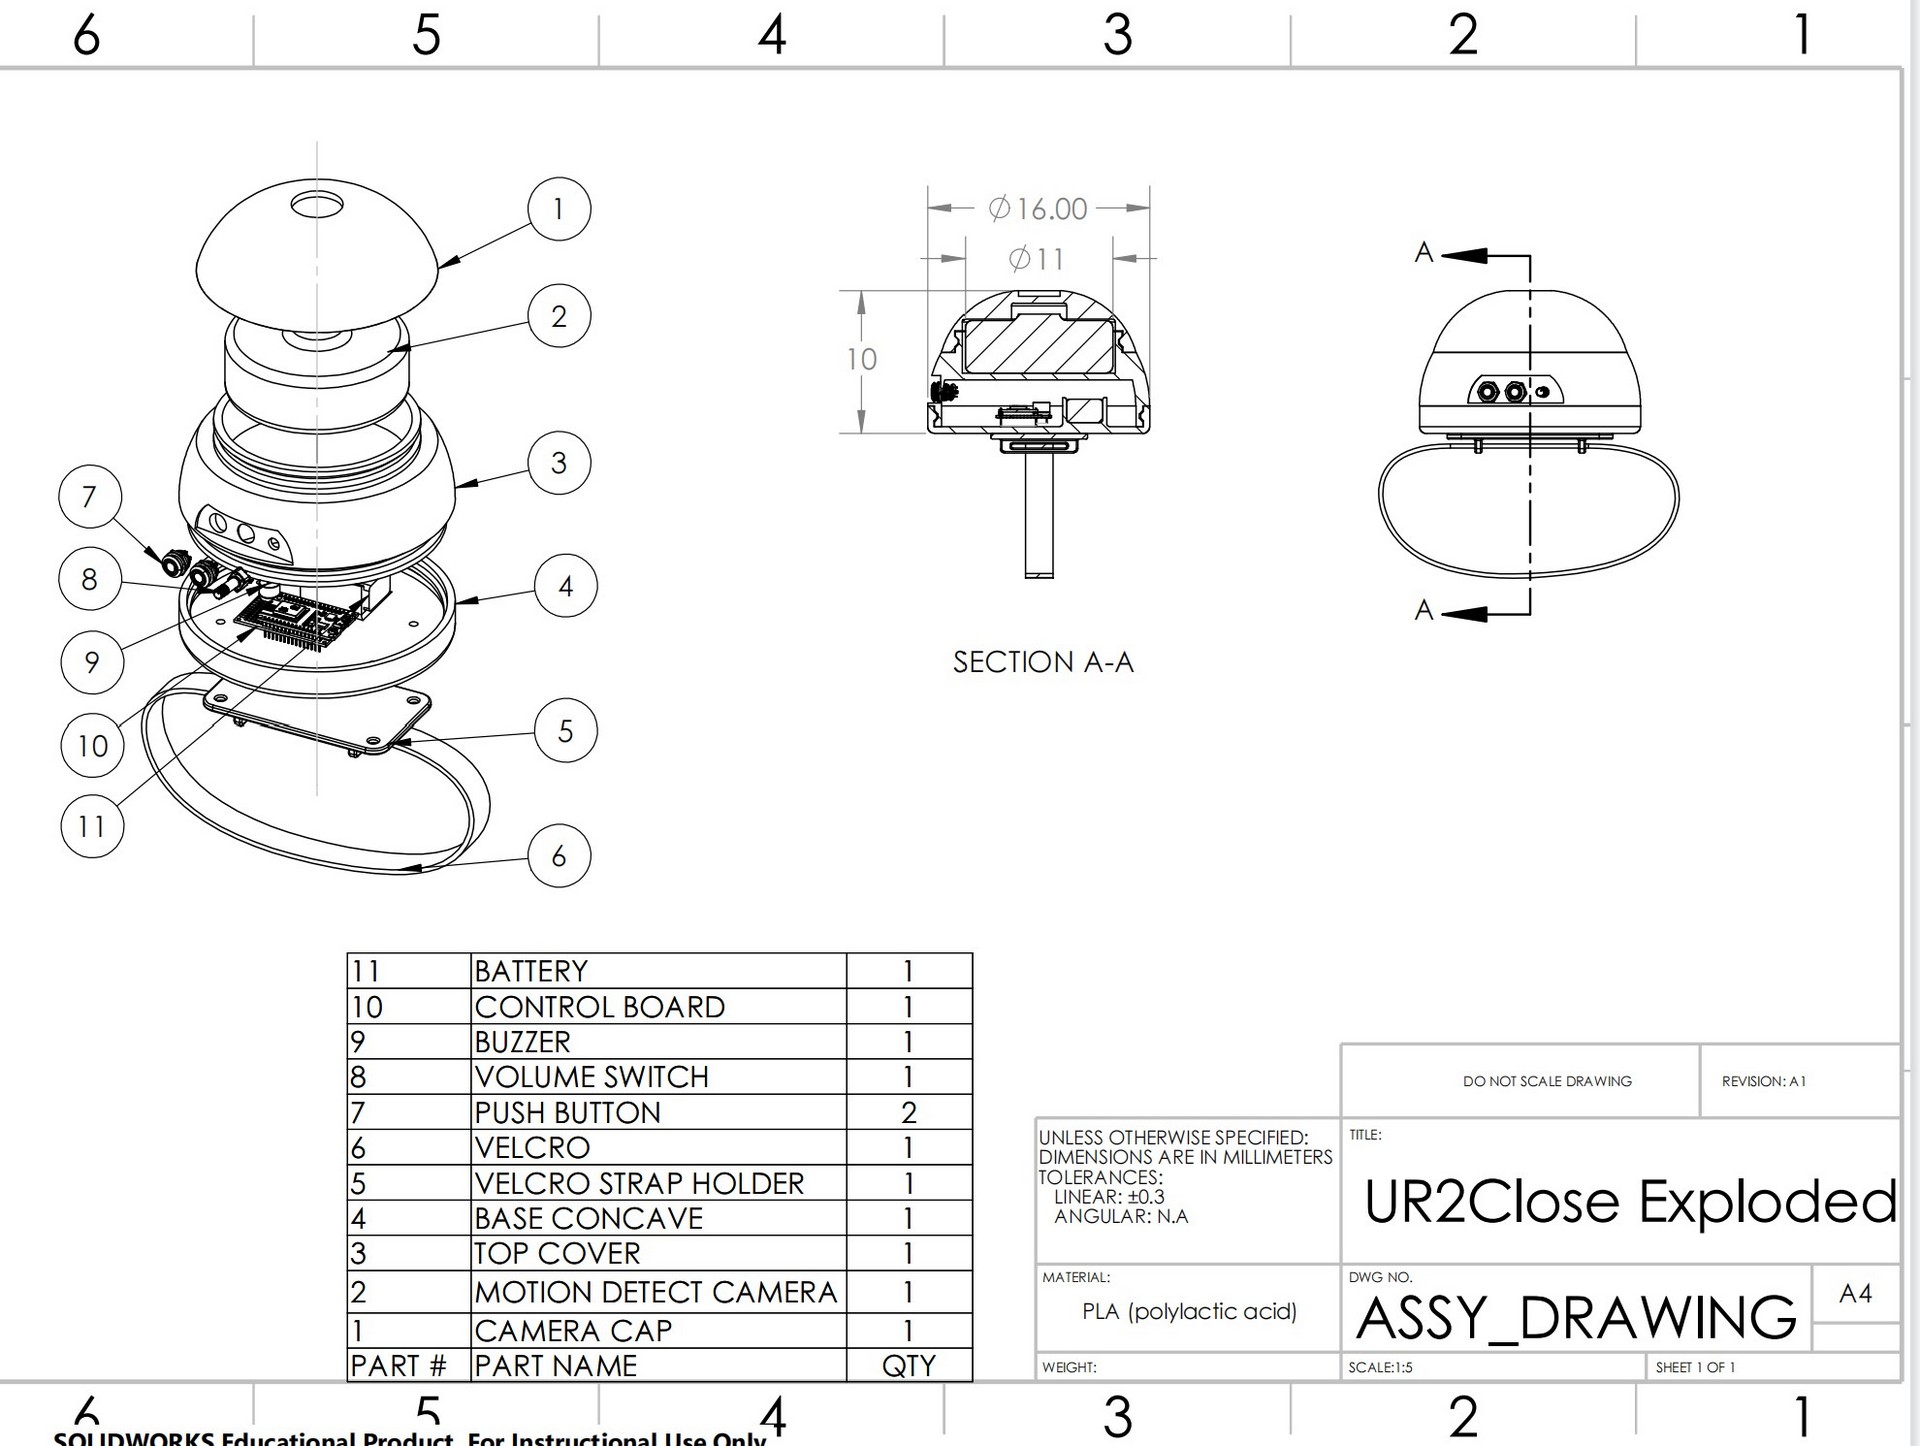 6 5 4 3 2 1
1
2
3
4
5
6
7
8
9
10
11
Ø16.00
Ø11
10
SECTION A-A
A
A
11 BATTERY 1
10 CONTROL BOARD 1
9 BUZZER 1
8 VOLUME SWITCH 1
7 PUSH BUTTON 2
6 VELCRO 1
5 VELCRO STRAP HOLDER 1
4 BASE CONCAVE 1
3 TOP COVER 1
2 MOTION DETECT CAMERA 1
1 CAMERA CAP 1
PART # PART NAME QTY
DO NOT SCALE DRAWING
REVISION: A1
UNLESS OTHERWISE SPECIFIED:
DIMENSIONS ARE IN MILLIMETERS
TOLERANCES:
LINEAR: ±0.3
ANGULAR: N.A
TITLE:
UR2Close Exploded
MATERIAL:
PLA (polylactic acid)
DWG NO.
ASSY_DRAWING
A4
WEIGHT:
SCALE:1:5
SHEET 1 OF 1
6 5 4 3 2 1
SOLIDWORKS Educational Product. For Instructional Use Only.